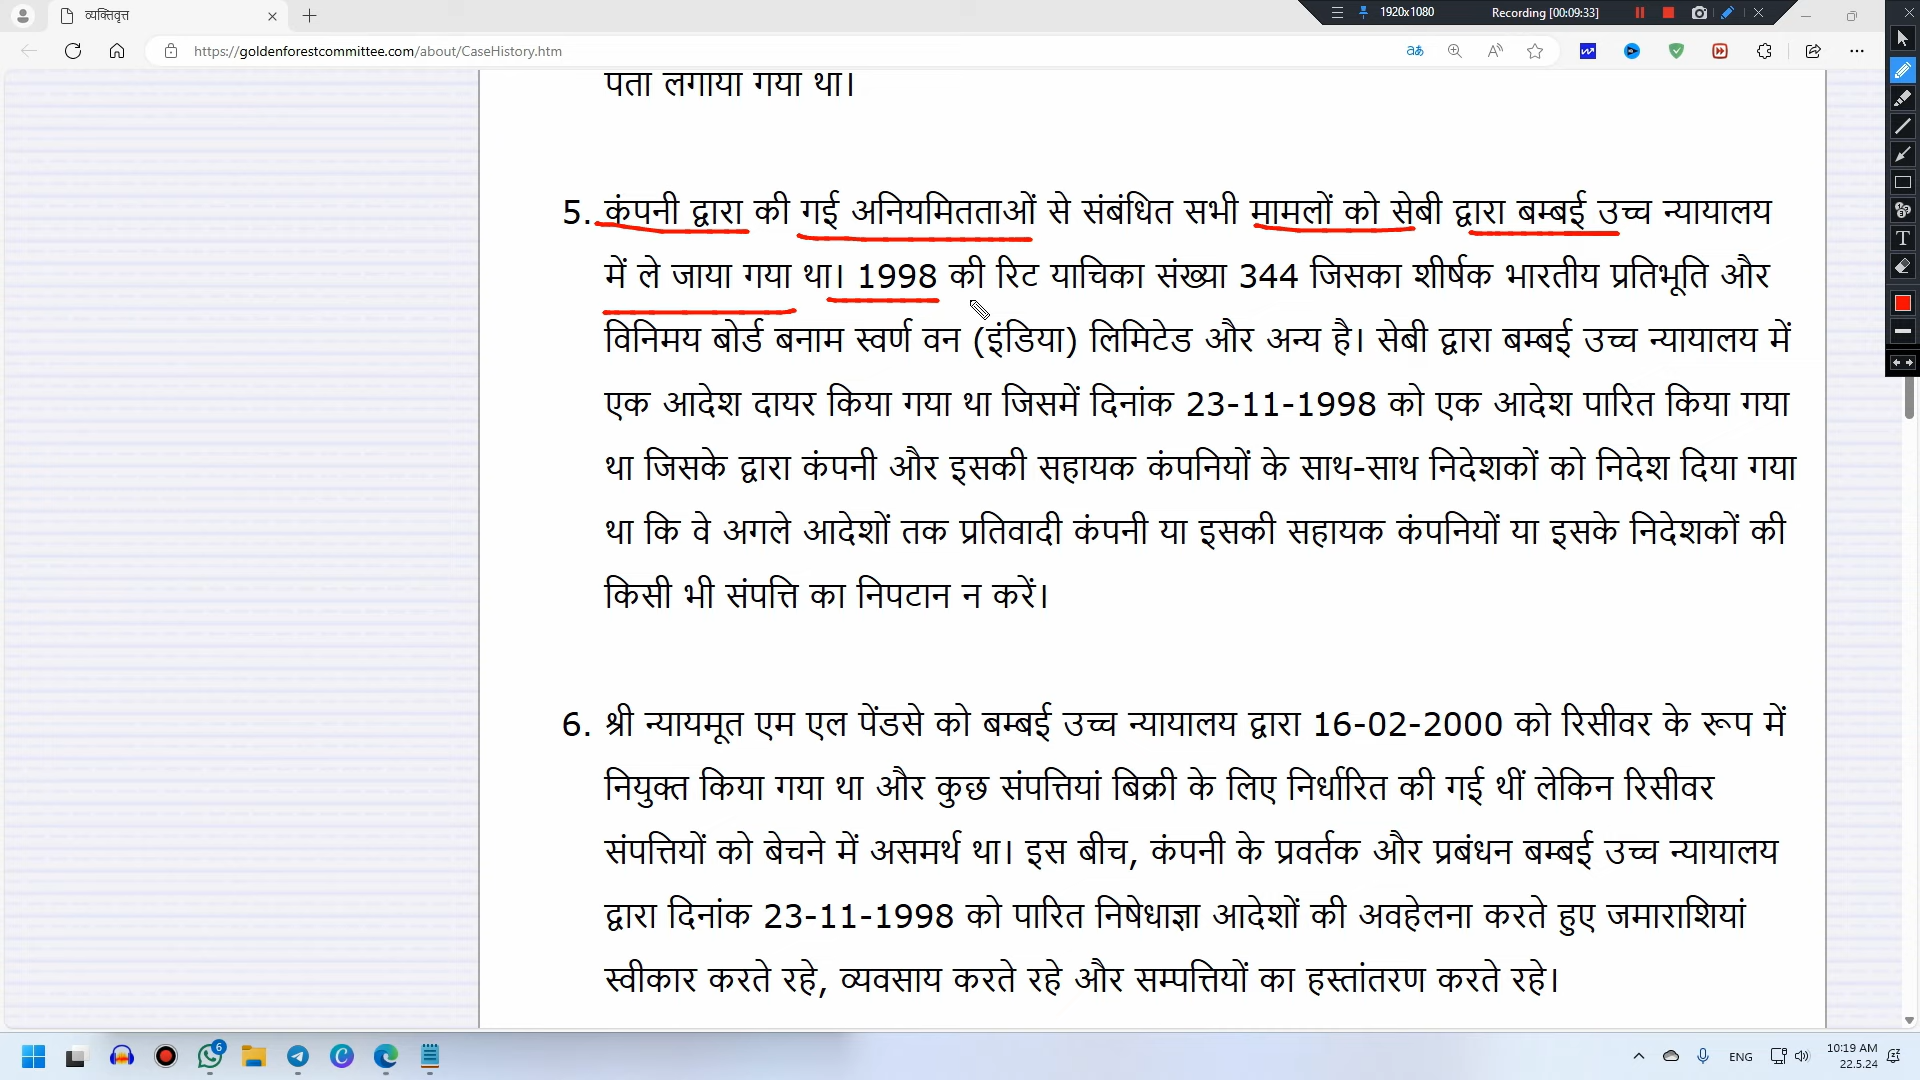 व्यक्तिवृत्त
1920x1080
Recording [00:09:33]
https://goldenforestcommittee.com/about/CaseHistory.htm
पता लगाया गया था।
5. कंपनी द्वारा की गई अनियमितताओं से संबंधित सभी मामलों को सेबी द्वारा बम्बई उच्च न्यायालय
में ले जाया गया था। 1998 की रिट याचिका संख्या 344 जिसका शीर्षक भारतीय प्रतिभूति और
विनिमय बोर्ड बनाम स्वर्ण वन (इंडिया) लिमिटेड और अन्य है। सेबी द्वारा बम्बई उच्च न्यायालय में
एक आदेश दायर किया गया था जिसमें दिनांक 23-11-1998 को एक आदेश पारित किया गया
था जिसके द्वारा कंपनी और इसकी सहायक कंपनियों के साथ-साथ निदेशकों को निदेश दिया गया
था कि वे अगले आदेशों तक प्रतिवादी कंपनी या इसकी सहायक कंपनियों या इसके निदेशकों की
किसी भी संपत्ति का निपटान न करें।
6. श्री न्यायमूत एम एल पेंडसे को बम्बई उच्च न्यायालय द्वारा 16-02-2000 को रिसीवर के रूप में
नियुक्त किया गया था और कुछ संपत्तियां बिक्री के लिए निर्धारित की गई थीं लेकिन रिसीवर
संपत्तियों को बेचने में असमर्थ था। इस बीच, कंपनी के प्रवर्तक और प्रबंधन बम्बई उच्च न्यायालय
द्वारा दिनांक 23-11-1998 को पारित निषेधाज्ञा आदेशों की अवहेलना करते हुए जमाराशियां
स्वीकार करते रहे, व्यवसाय करते रहे और सम्पत्तियों का हस्तांतरण करते रहे।
6
ENG
10:19 AM
22.5.24